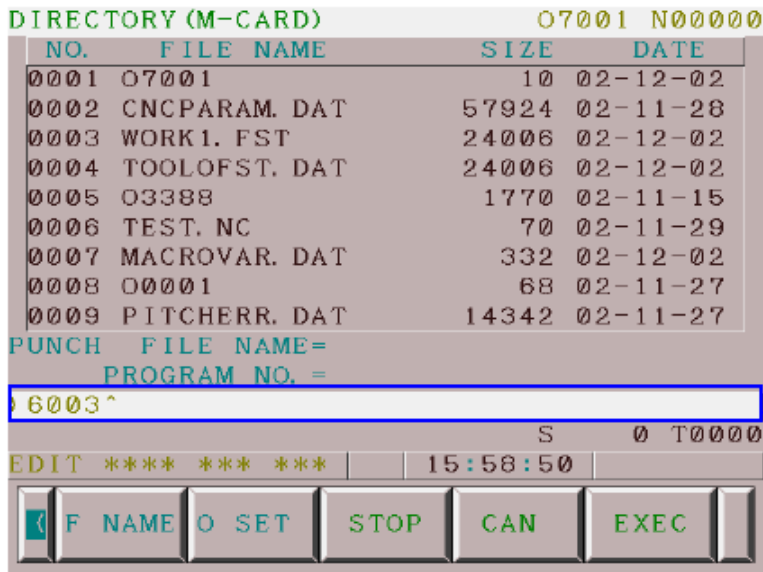 DIRECTORY (M-CARD) O7001 N00000
NO. FILE NAME SIZE DATE
0001 O7001 10 02-12-02
0002 CNCPARAM. DAT 57924 02-11-28
0003 WORK1. FST 24006 02-12-02
0004 TOOLOFST. DAT 24006 02-12-02
0005 O3388 1770 02-11-15
0006 TEST. NC 70 02-11-29
0007 MACROVAR. DAT 332 02-12-02
0008 O0001 68 02-11-27
0009 PITCHERR. DAT 14342 02-11-27
PUNCH FILE NAME=
PROGRAM NO. =
6003^
S 0 T0000
EDIT **** *** *** 15:58:50
( F NAME O SET STOP CAN EXEC